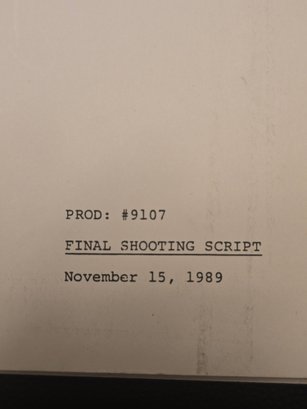 PROD: #9107
FINAL SHOOTING SCRIPT
November 15, 1989